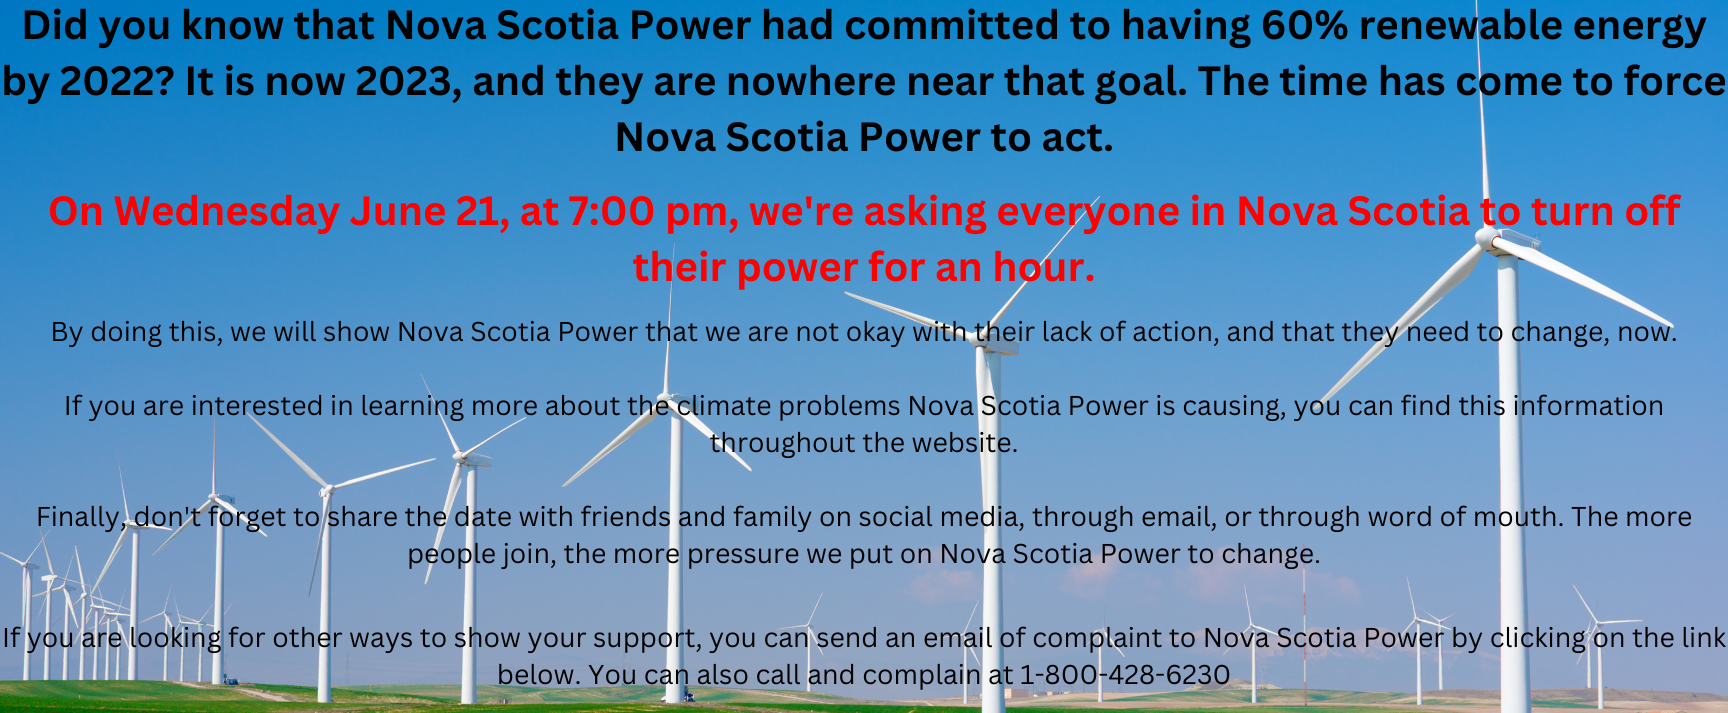 Did you know that Nova Scotia Power had committed to having 60% renewable energy
by 2022? It is now 2023, and they are nowhere near that goal. The time has come to force
Nova Scotia Power to act.
On Wednesday June 21, at 7:00 pm, we're asking everyone in Nova Scotia to turn off
their power for an hour.
By doing this, we will show Nova Scotia Power that we are not okay with their lack of action, and that they need to change, now.
If you are interested in learning more about the climate problems Nova Scotia Power is causing, you can find this information
throughout the website.
Finally, don't forget to share the date with friends and family on social media, through email, or through word of mouth. The more
people join, the more pressure we put on Nova Scotia Power to change.
If you are looking for other ways to show your support, you can send an email of complaint to Nova Scotia Power by clicking on the link
below. You can also call and complain at 1-800-428-6230